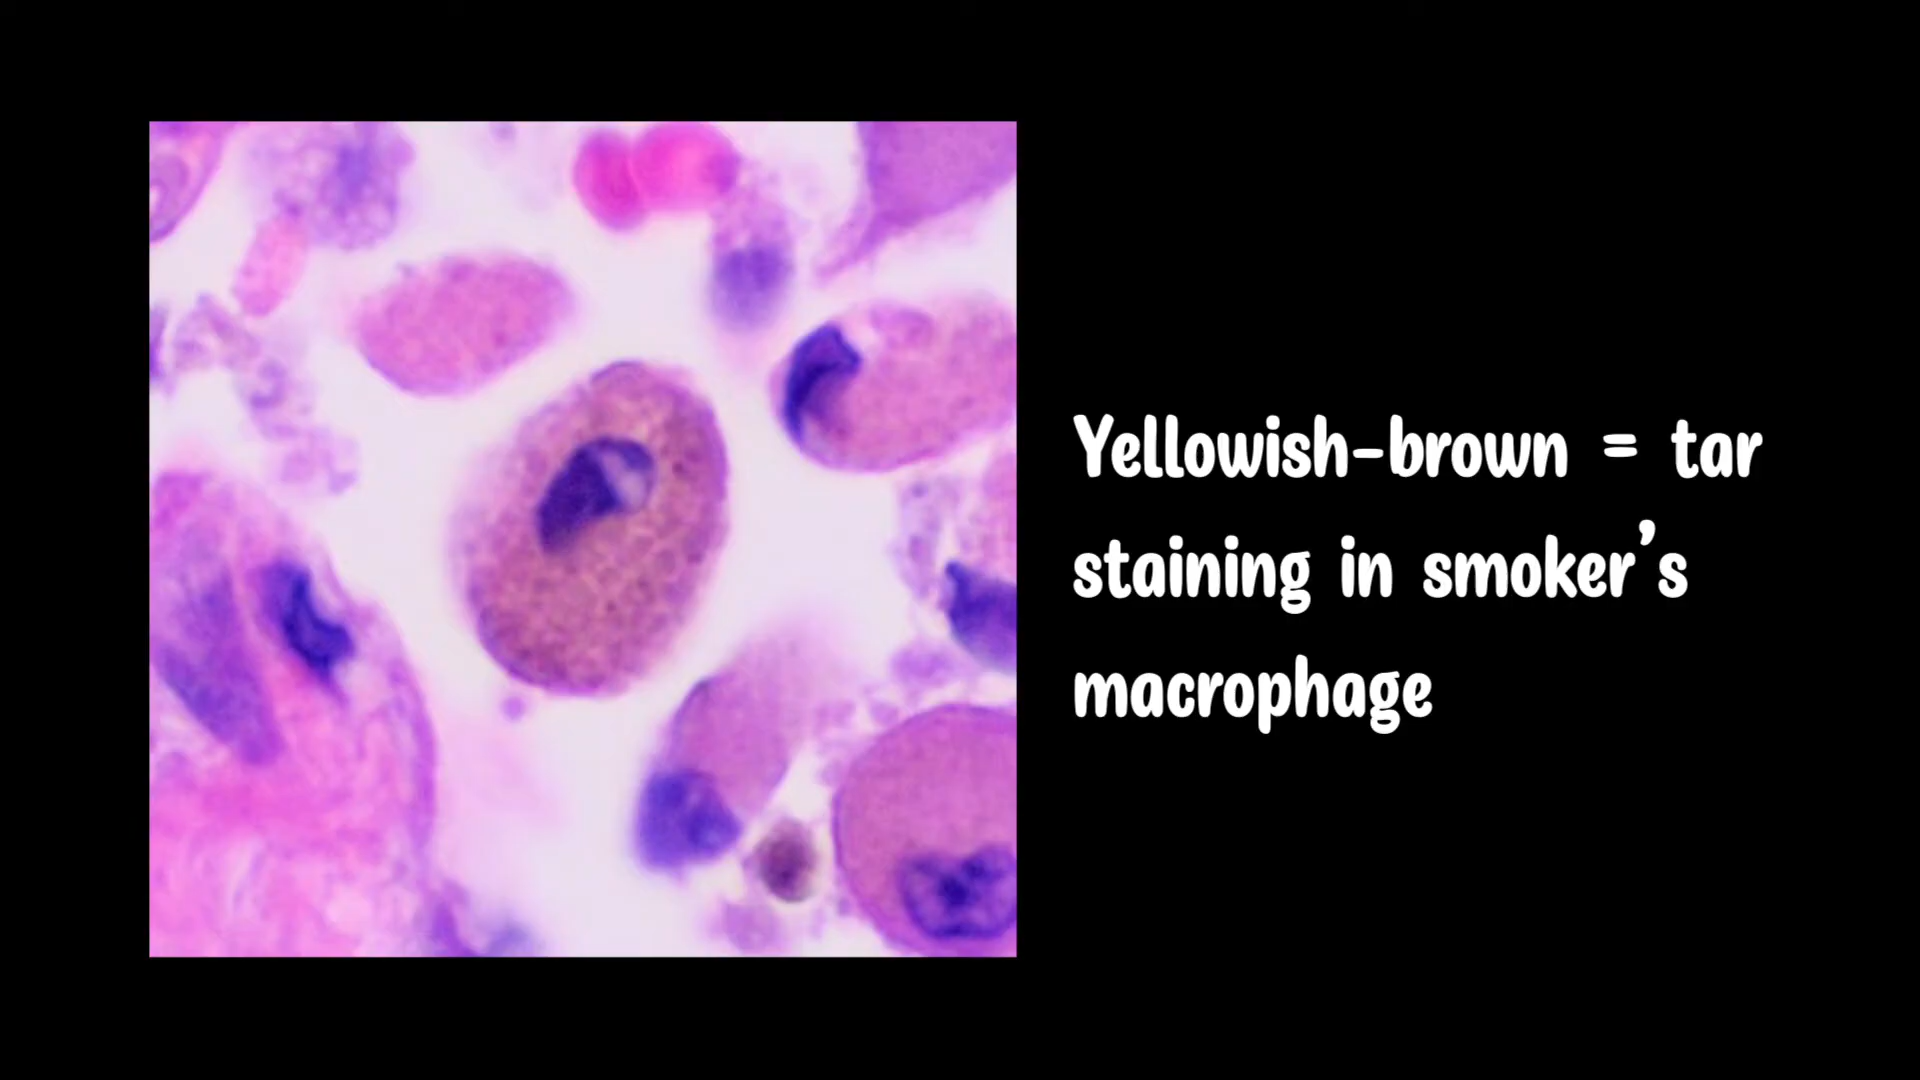 Yellowish-brown = tar
staining in smoker's
macrophage